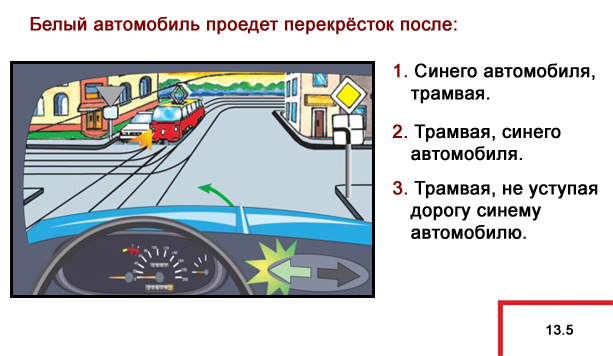 Белый автомобиль проедет перекрёсток после:
1. Синего автомобиля,
трамвая.
2. Трамвая, синего
автомобиля.
3. Трамвая, не уступая
дорогу синему
автомобилю.
13.5